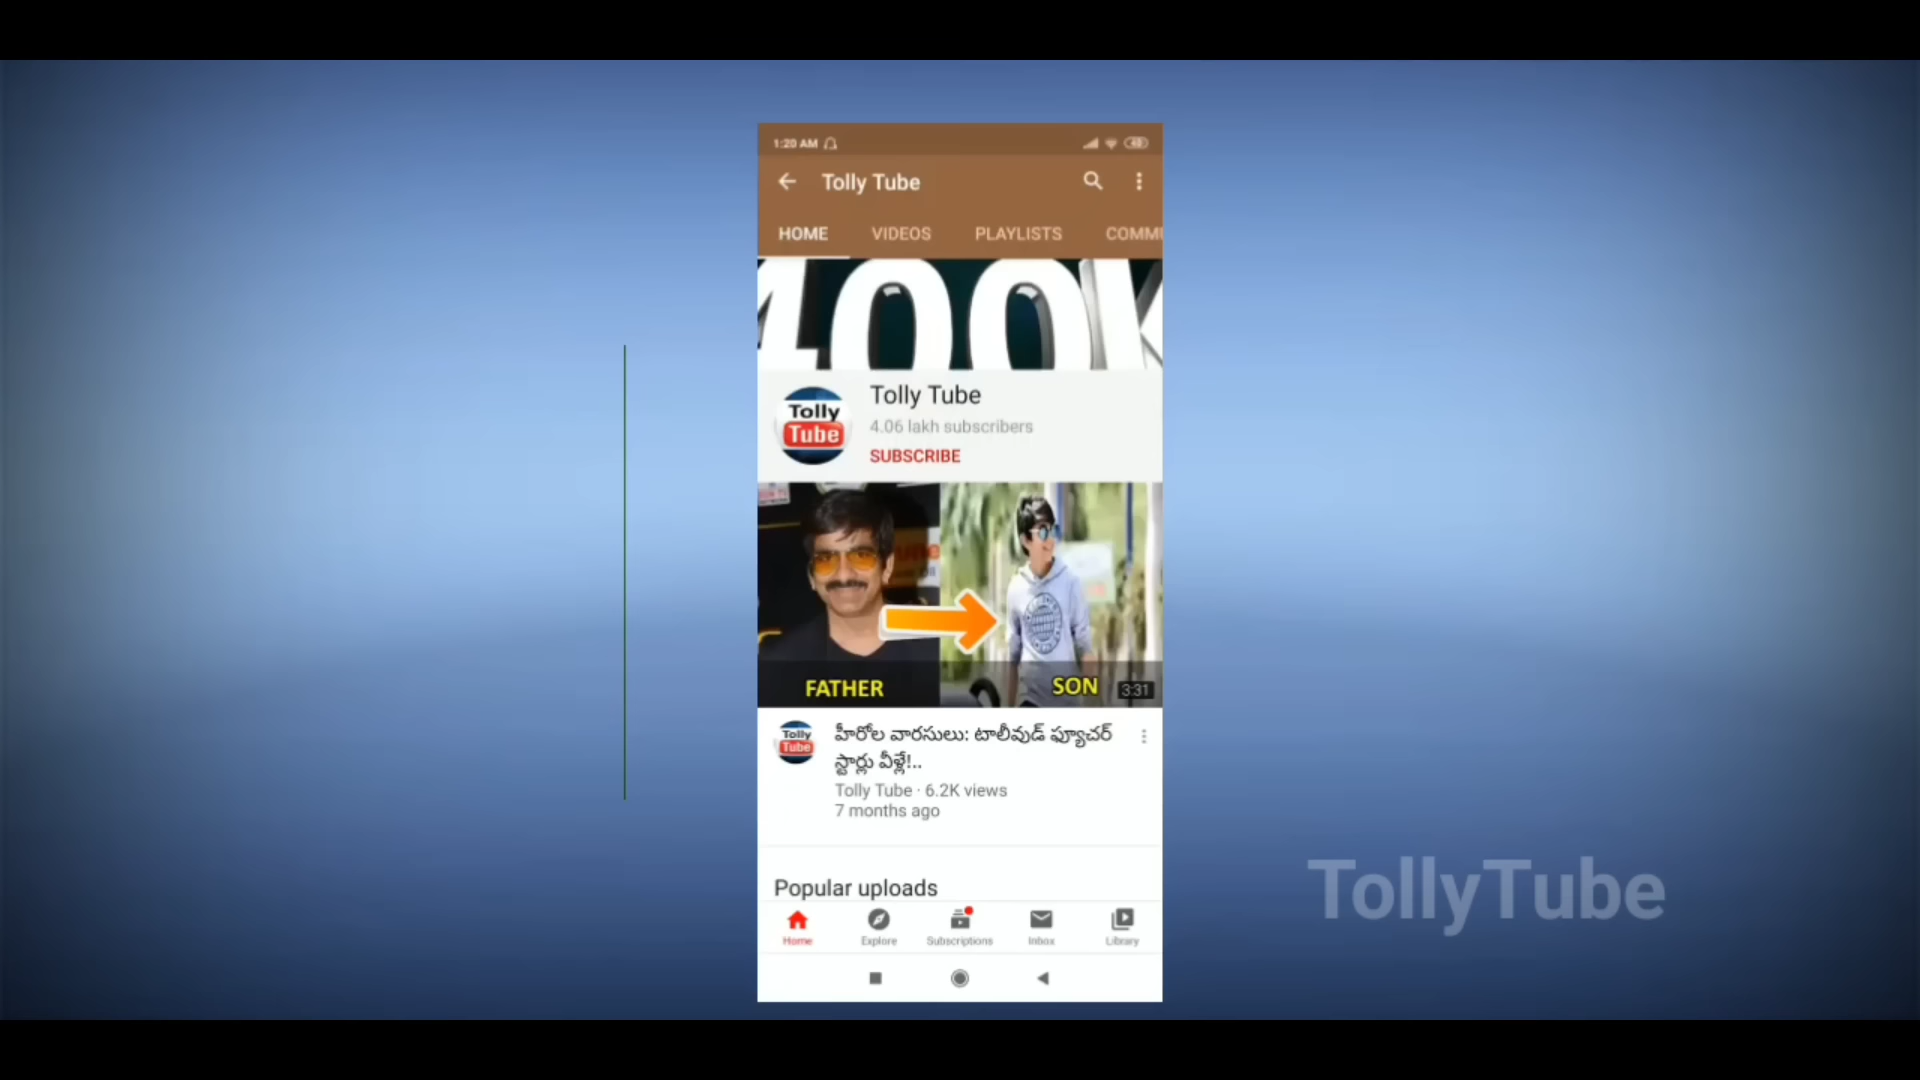 1:20 AM
Tolly Tube
HOME VIDEOS PLAYLISTS COMMU
400K
Tolly
Tube
Tolly Tube
4.06 lakh subscribers
SUBSCRIBE
FATHER
SON
3:31
Tolly
Tube
హీరోల వారసులు: టాలీవుడ్ ఫ్యూచర్
స్టార్లు వీళ్లే!..
Tolly Tube · 6.2K views
7 months ago
Popular uploads
Home Explore Subscriptions Inbox Library
TollyTube